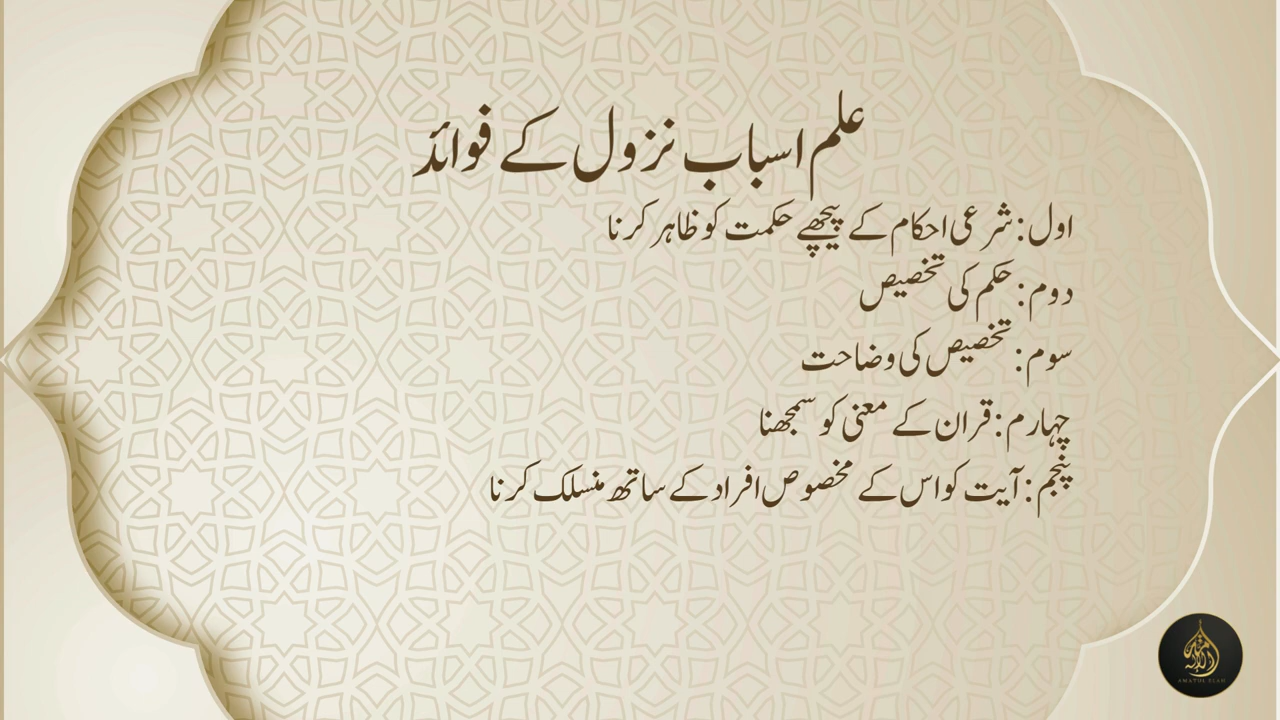 علم اسباب نزول کے فوائد
اول: شرعی احکام کے پیچھے حکمت کو ظاہر کرنا
دوم: حکم کی تخصیص
سوم: تخصیص کی وضاحت
چہارم: قران کے معنی کو سمجھنا
پنجم: آیت کو اس کے مخصوص افراد کے ساتھ منسلک کرنا